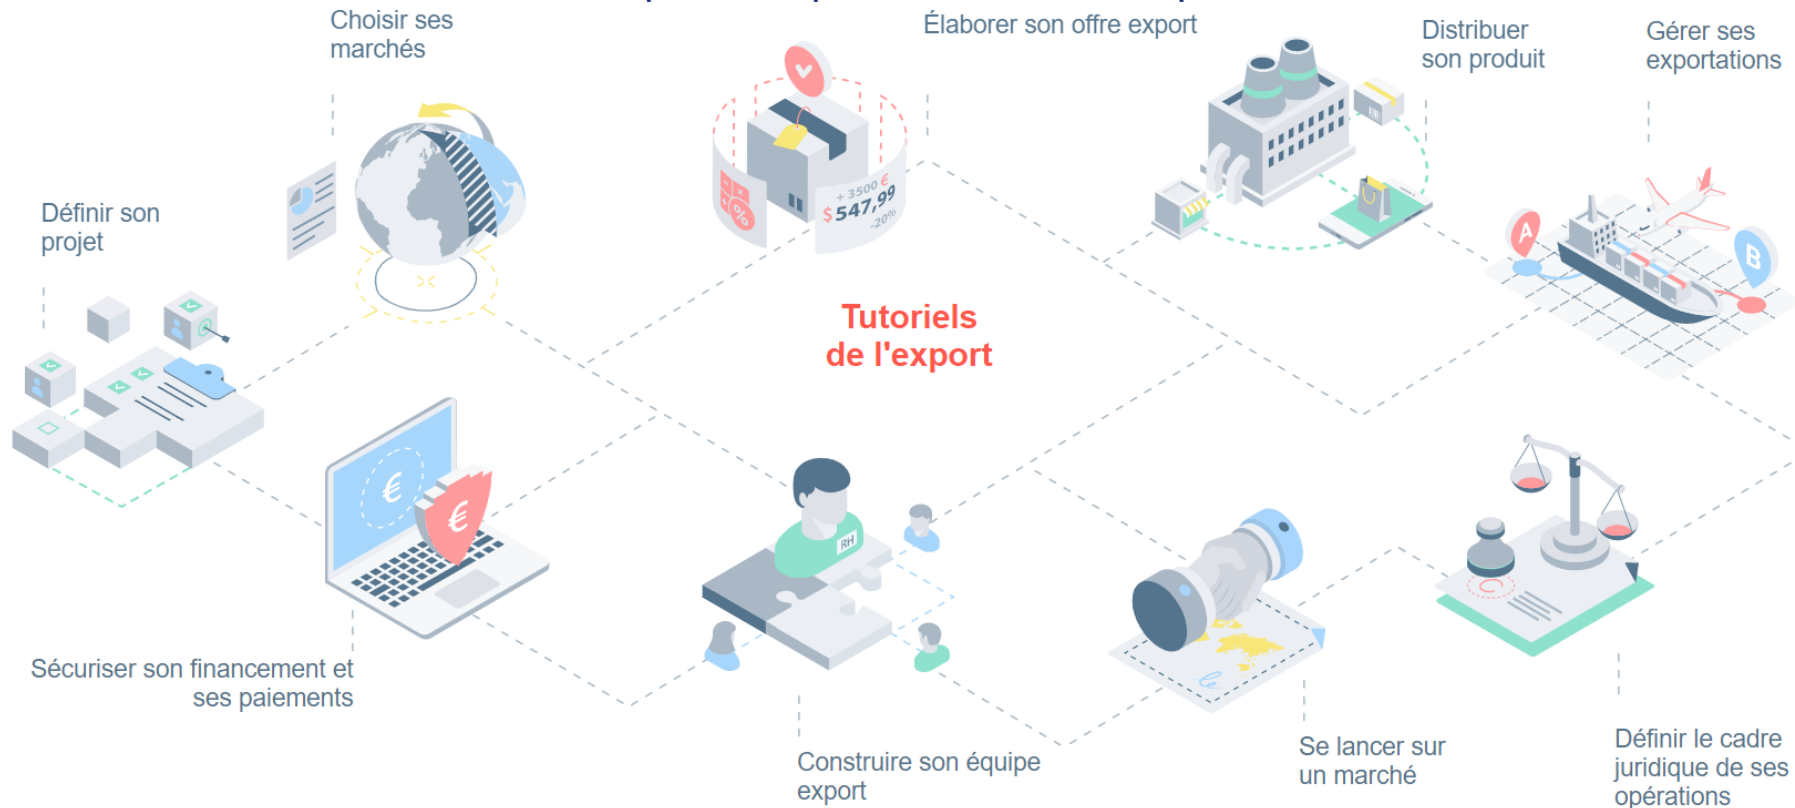 Choisir ses
marchés
Élaborer son offre export
Distribuer
son produit
Gérer ses
exportations
Définir son
projet
+ 3500 €
$ 547,99
-20%
%
A
B
Tutoriels
de l'export
€
€
RH
Sécuriser son financement et
ses paiements
Construire son équipe
export
Se lancer sur
un marché
Définir le cadre
juridique de ses
opérations